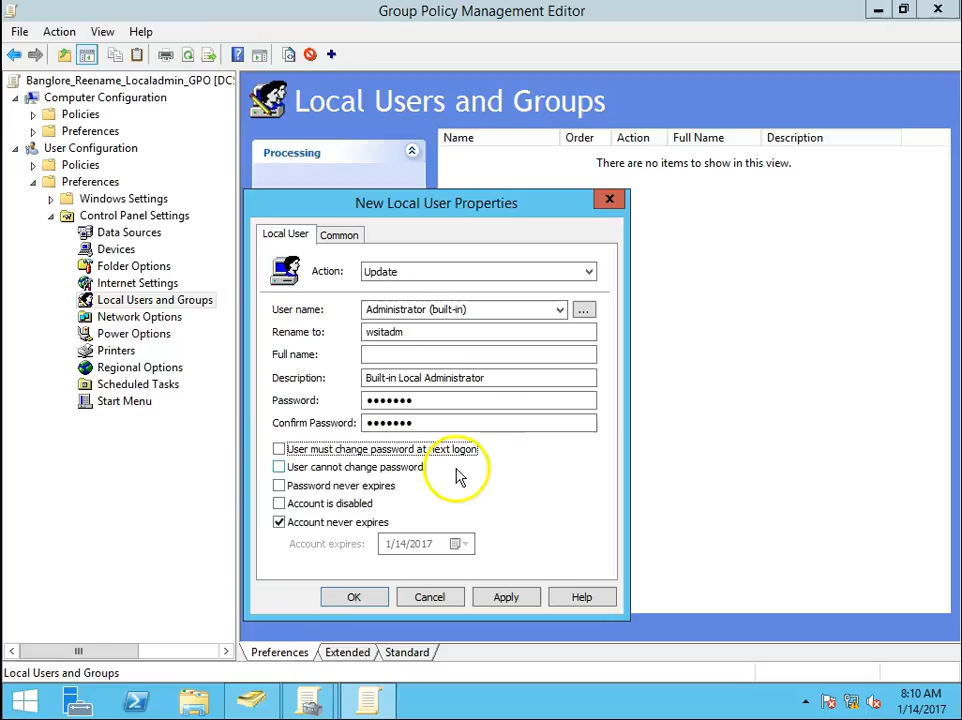 Group Policy Management Editor
File Action View Help
Banglore_Reename_Localadmin_GPO [DC
Computer Configuration
Policies
Preferences
User Configuration
Policies
Preferences
Windows Settings
Control Panel Settings
Data Sources
Devices
Folder Options
Internet Settings
Local Users and Groups
Network Options
Power Options
Printers
Regional Options
Scheduled Tasks
Start Menu
Local Users and Groups
Processing
Name Order Action Full Name Description
There are no items to show in this view.
New Local User Properties
Local User Common
Action: Update
User name: Administrator (built-in) ...
Rename to: wsitadm
Full name:
Description: Built-in Local Administrator
Password: •••••••
Confirm Password: •••••••
User must change password at next logon
User cannot change password
Password never expires
Account is disabled
Account never expires
Account expires: 1/14/2017
OK Cancel Apply Help
Preferences Extended Standard
Local Users and Groups
8:10 AM
1/14/2017